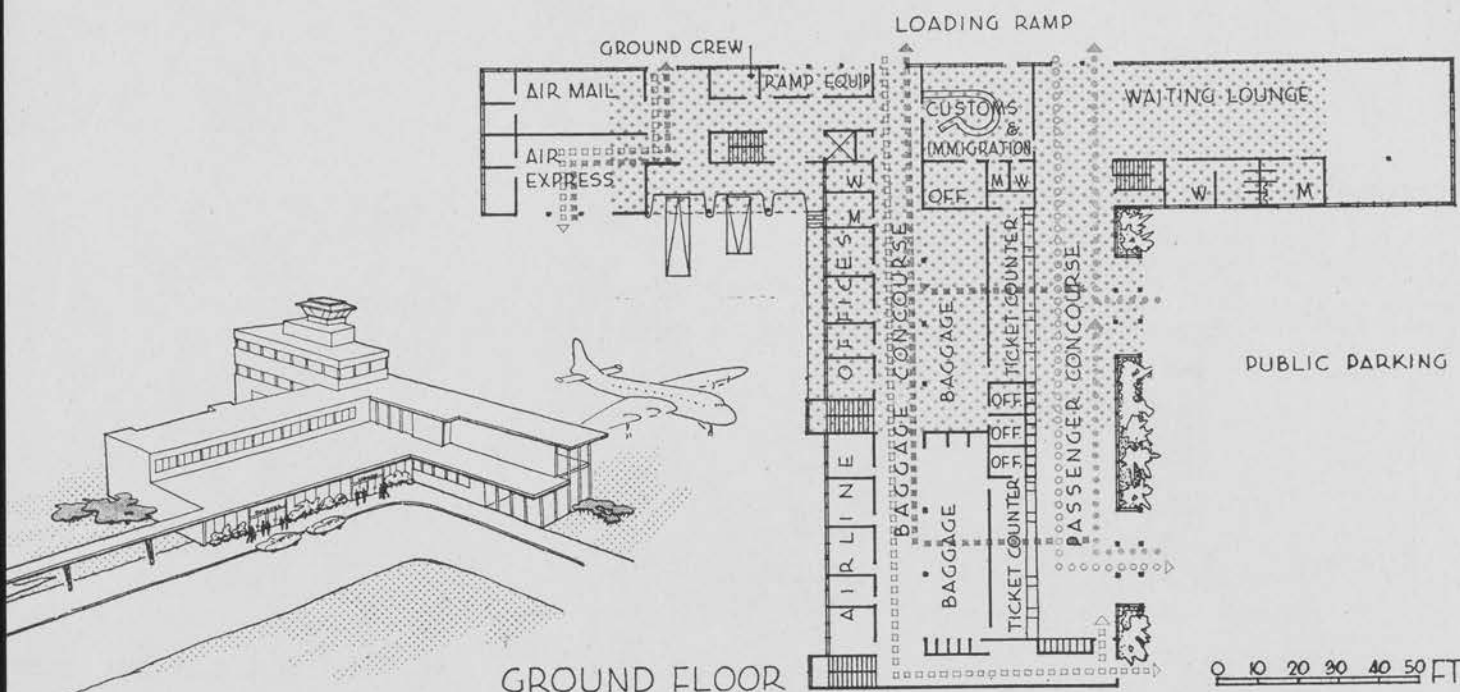 LOADING RAMP
GROUND CREW
AIR MAIL
RAMP EQUIP
CUSTOMS
&
IMMIGRATION
WAITING LOUNGE
AIR
EXPRESS
W
M
OFF.
M W
W
M
AIRLINE OFFICES
BAGGAGE CONCOURSE
BAGGAGE
TICKET COUNTER
PASSENGER CONCOURSE
OFF.
OFF.
OFF.
BAGGAGE
TICKET COUNTER
PUBLIC PARKING
GROUND FLOOR
0 10 20 30 40 50 FT